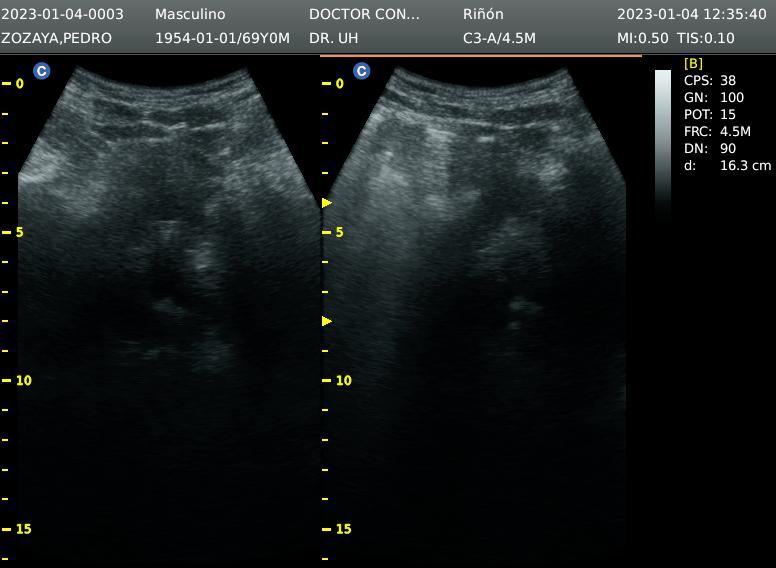 2023-01-04-0003 Masculino DOCTOR CON... Riñón 2023-01-04 12:35:40
ZOZAYA,PEDRO 1954-01-01/69Y0M DR. UH C3-A/4.5M MI:0.50 TIS:0.10
C C
[B]
0 0
CPS: 38
GN: 100
POT: 15
FRC: 4.5M
DN: 90
d: 16.3 cm
5 5
10 10
15 15